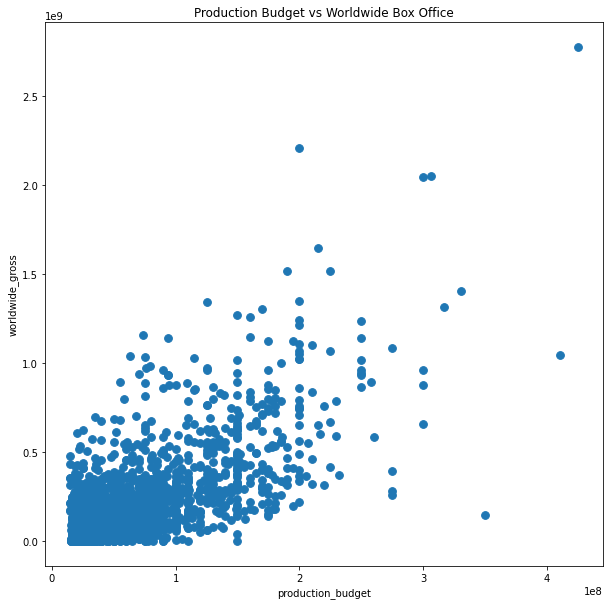 Production Budget vs Worldwide Box Office
1e9
2.5
2.0
1.5
1.0
0.5
0.0
worldwide_gross
0
1
2
3
4
1e8
production_budget